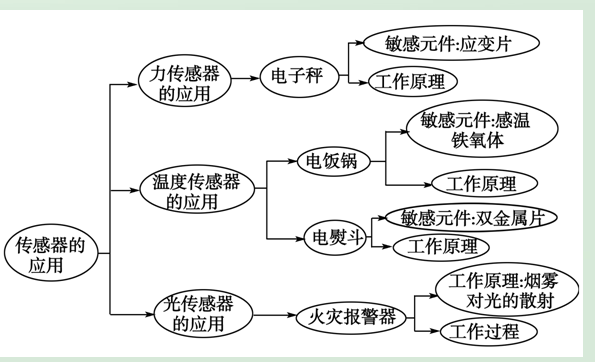 传感器的
应用
力传感器
的应用
电子秤
敏感元件:应变片
工作原理
温度传感器
的应用
电饭锅
敏感元件:感温
铁氧体
工作原理
电熨斗
敏感元件:双金属片
工作原理
光传感器
的应用
火灾报警器
工作原理:烟雾
对光的散射
工作过程